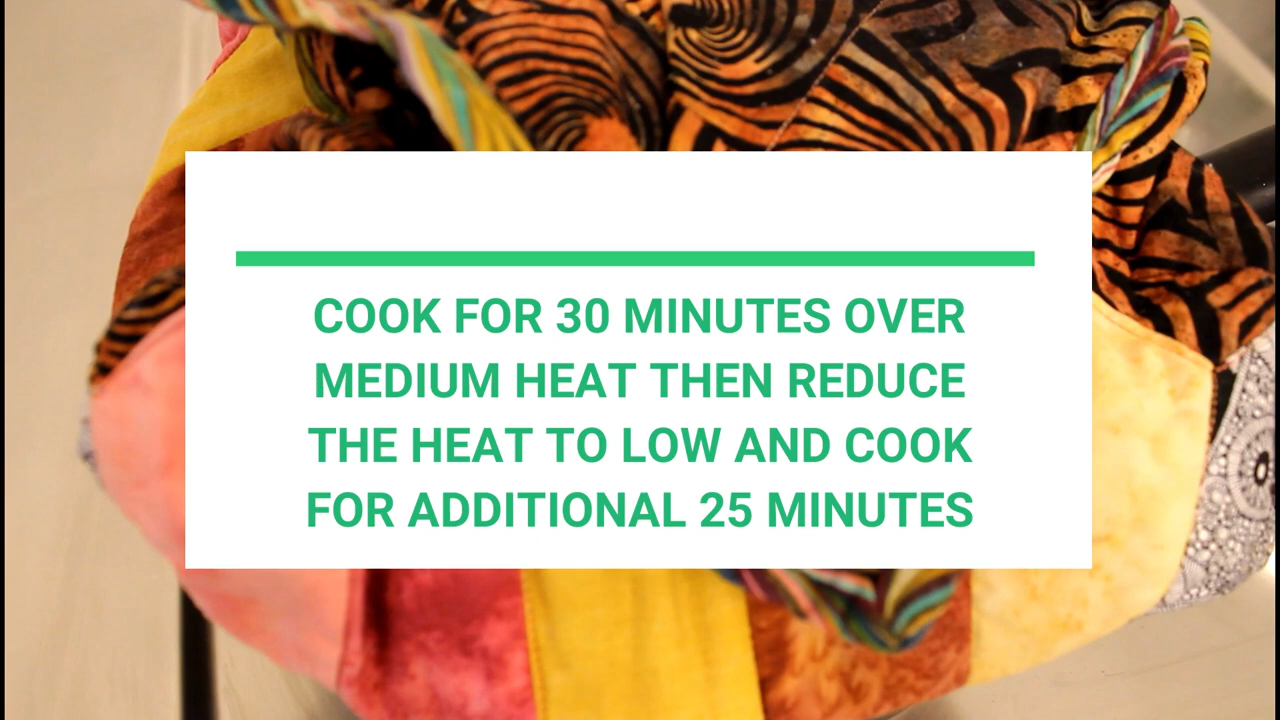 COOK FOR 30 MINUTES OVER
MEDIUM HEAT THEN REDUCE
THE HEAT TO LOW AND COOK
FOR ADDITIONAL 25 MINUTES